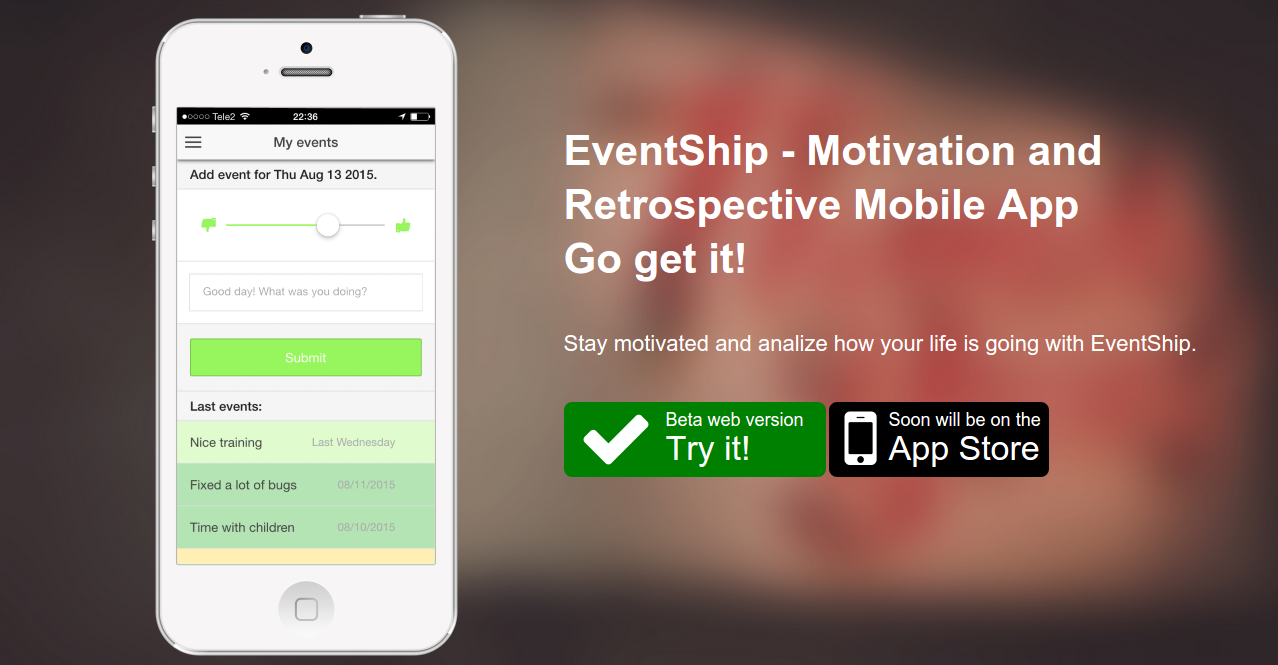 Tele2 22:36
My events
Add event for Thu Aug 13 2015.
Good day! What was you doing?
Submit
Last events:
Nice training Last Wednesday
Fixed a lot of bugs 08/11/2015
Time with children 08/10/2015
EventShip - Motivation and
Retrospective Mobile App
Go get it!
Stay motivated and analize how your life is going with EventShip.
Beta web version
Try it!
Soon will be on the
App Store